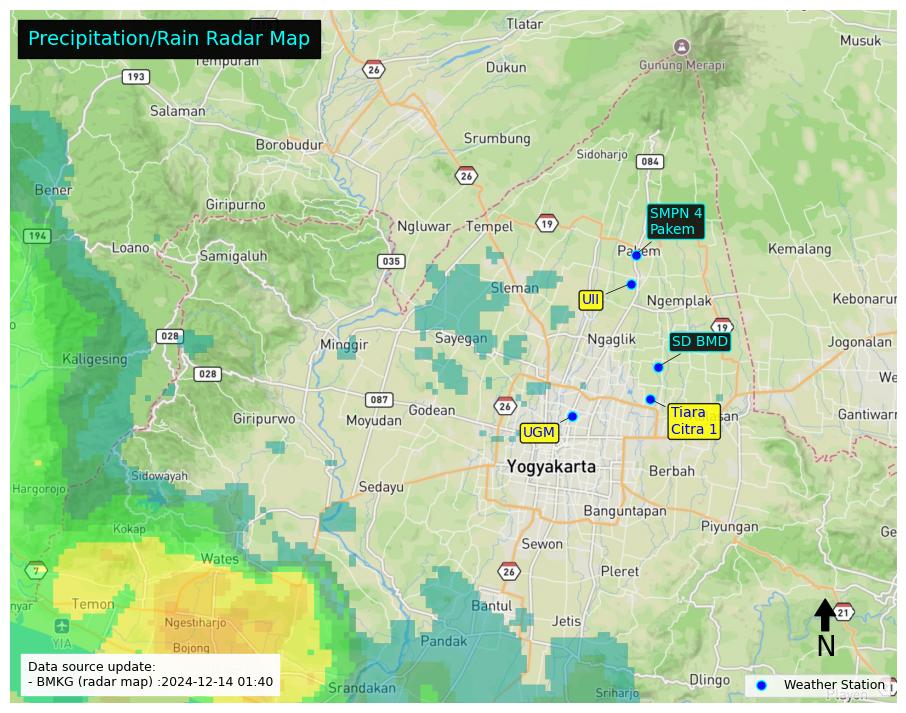 Precipitation/Rain Radar Map
Tlatar
Musuk
Gunung Merapi
26
Dukun
Tempuran
193
Salaman
Borobudur
Srumbung
Sidoharjo
084
26
Bener
Giripurno
SMPN 4
Pakem
194
Loano
Samigaluh
Ngluwar
Tempel
19
Pakem
Kemalang
035
Sleman
UII
Ngemplak
Kebonarun
028
Kaligesing
Minggir
Sayegan
Ngaglik
19
SD BMD
Jogonalan
028
087
Godean
26
Giripurwo
Moyudan
UGM
Tiara
Citra 1
Gantiwarn
Yogyakarta
Berbah
Sidowayah
Sedayu
Hargorojo
Banguntapan
Piyungan
Kokap
Wates
Sewon
7
26
Pleret
Temon
Bantul
Ngestiharjo
Jetis
21
YIA
Bojong
Pandak
N
Data source update:
- BMKG (radar map) :2024-12-14 01:40
Srandakan
Sriharjo
Dlingo
Weather Station